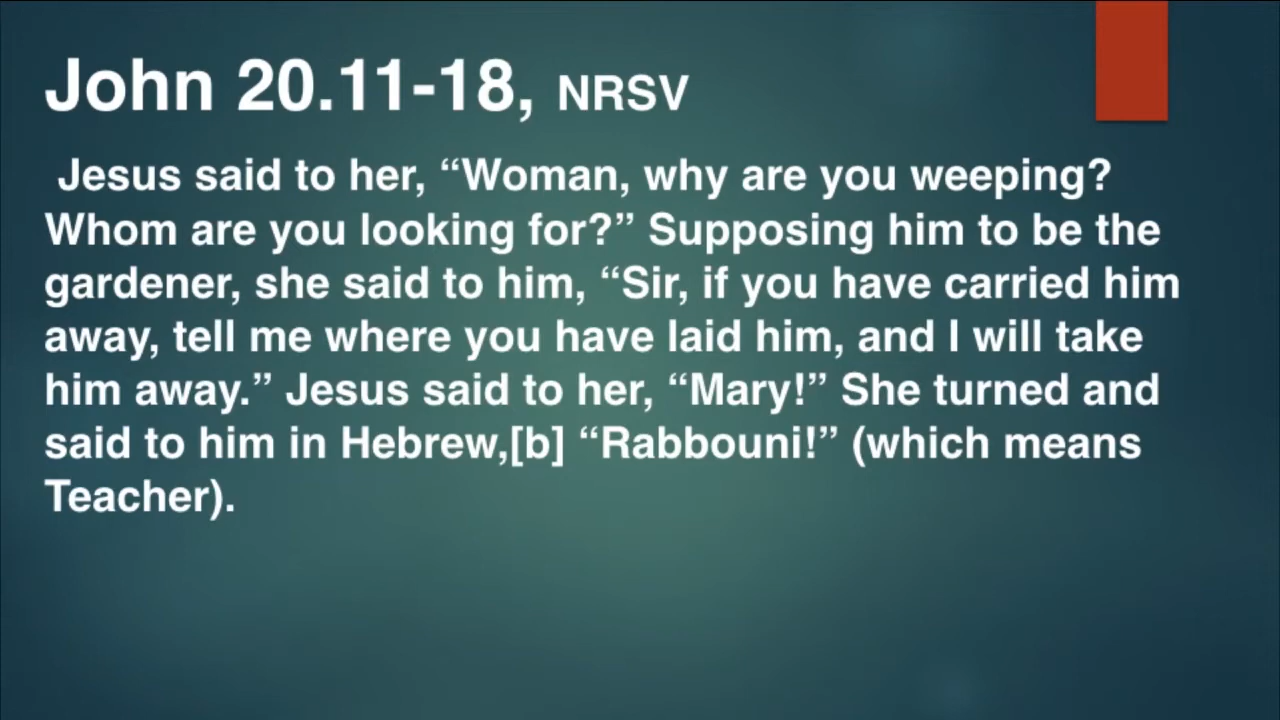 John 20.11-18, NRSV
Jesus said to her, “Woman, why are you weeping?
Whom are you looking for?” Supposing him to be the
gardener, she said to him, “Sir, if you have carried him
away, tell me where you have laid him, and I will take
him away.” Jesus said to her, “Mary!” She turned and
said to him in Hebrew,[b] “Rabbouni!” (which means
Teacher).